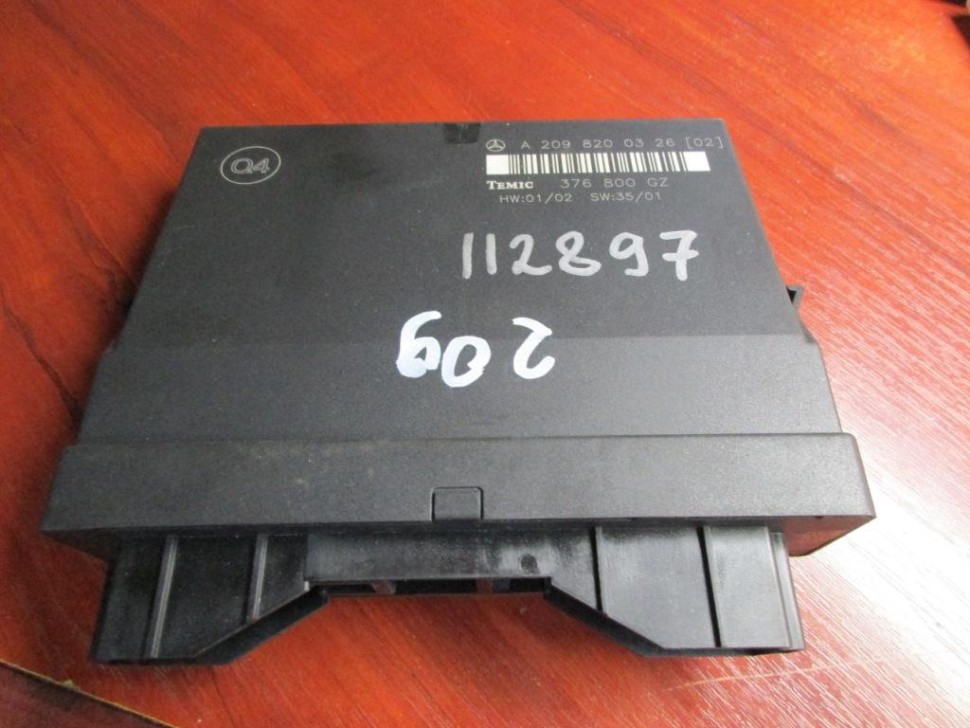 Q4
A 209 820 03 26 [02]
TEMIC 376 800 GZ
HW:01/02 SW:35/01
112897
209